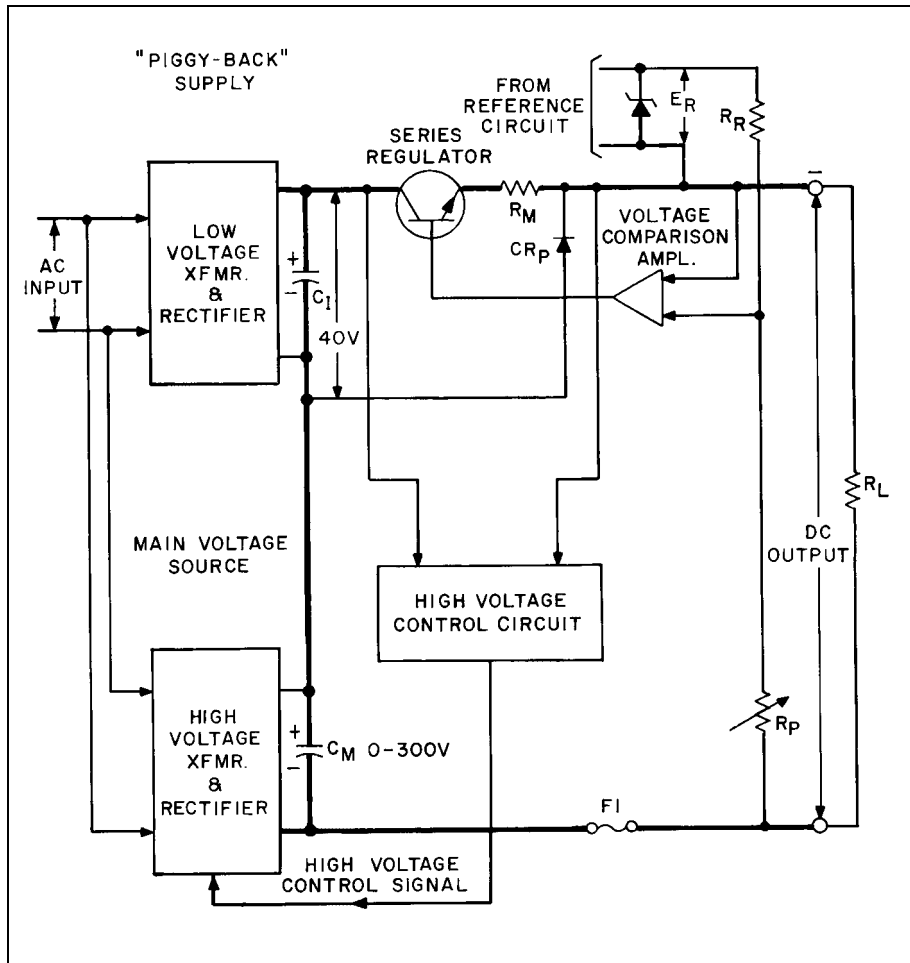 "PIGGY-BACK"
SUPPLY
FROM
REFERENCE
CIRCUIT
E_R
R_R
SERIES
REGULATOR
R_M
−
LOW
VOLTAGE
XFMR.
&
RECTIFIER
AC
INPUT
+
−
C_I
40V
CR_P
VOLTAGE
COMPARISON
AMPL.
R_L
DC
OUTPUT
MAIN VOLTAGE
SOURCE
HIGH VOLTAGE
CONTROL CIRCUIT
HIGH
VOLTAGE
XFMR.
&
RECTIFIER
+
−
C_M 0-300V
R_P
F1
HIGH VOLTAGE
CONTROL SIGNAL